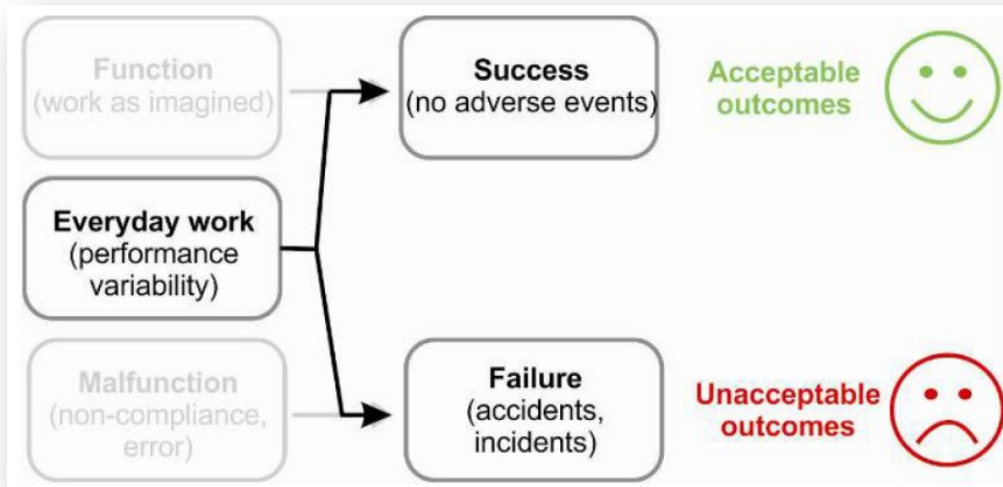 Function
(work as imagined)
Success
(no adverse events)
Acceptable
outcomes
Everyday work
(performance
variability)
Malfunction
(non-compliance,
error)
Failure
(accidents,
incidents)
Unacceptable
outcomes